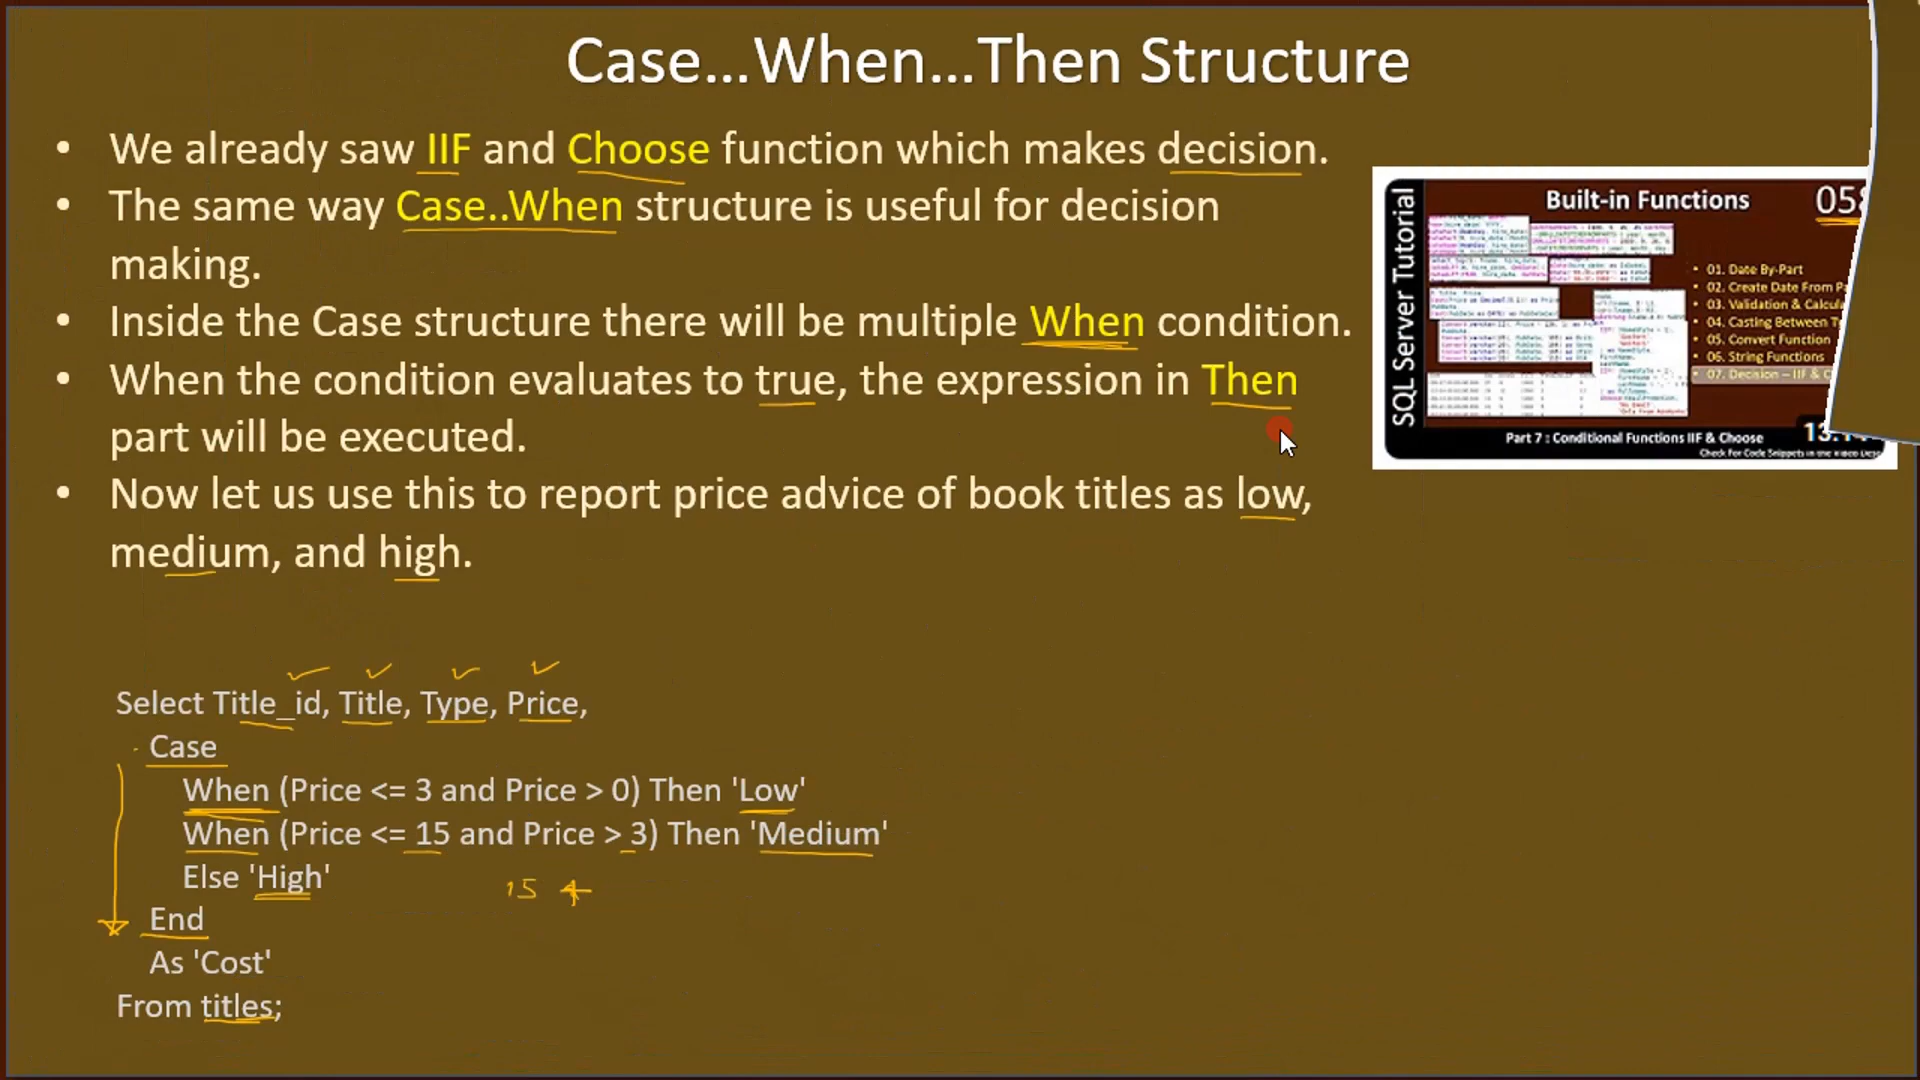 Case...When...Then Structure
• We already saw IIF and Choose function which makes decision.
• The same way Case..When structure is useful for decision
making.
• Inside the Case structure there will be multiple When condition.
• When the condition evaluates to true, the expression in Then
part will be executed.
• Now let us use this to report price advice of book titles as low,
medium, and high.
Select Title_id, Title, Type, Price,
Case
When (Price <= 3 and Price > 0) Then 'Low'
When (Price <= 15 and Price > 3) Then 'Medium'
Else 'High'
15 +
End
As 'Cost'
From titles;
SQL Server Tutorial
Built-in Functions
• 01. Date By-Part
• 02. Create Date From
• 03. Validation &
• 04. Casting Between
• 05. Convert Function
• 06. String Functions
• 07. Decision – IIF &
Part 7 : Conditional Functions IIF & Choose
Check For Code Snippets in the Video